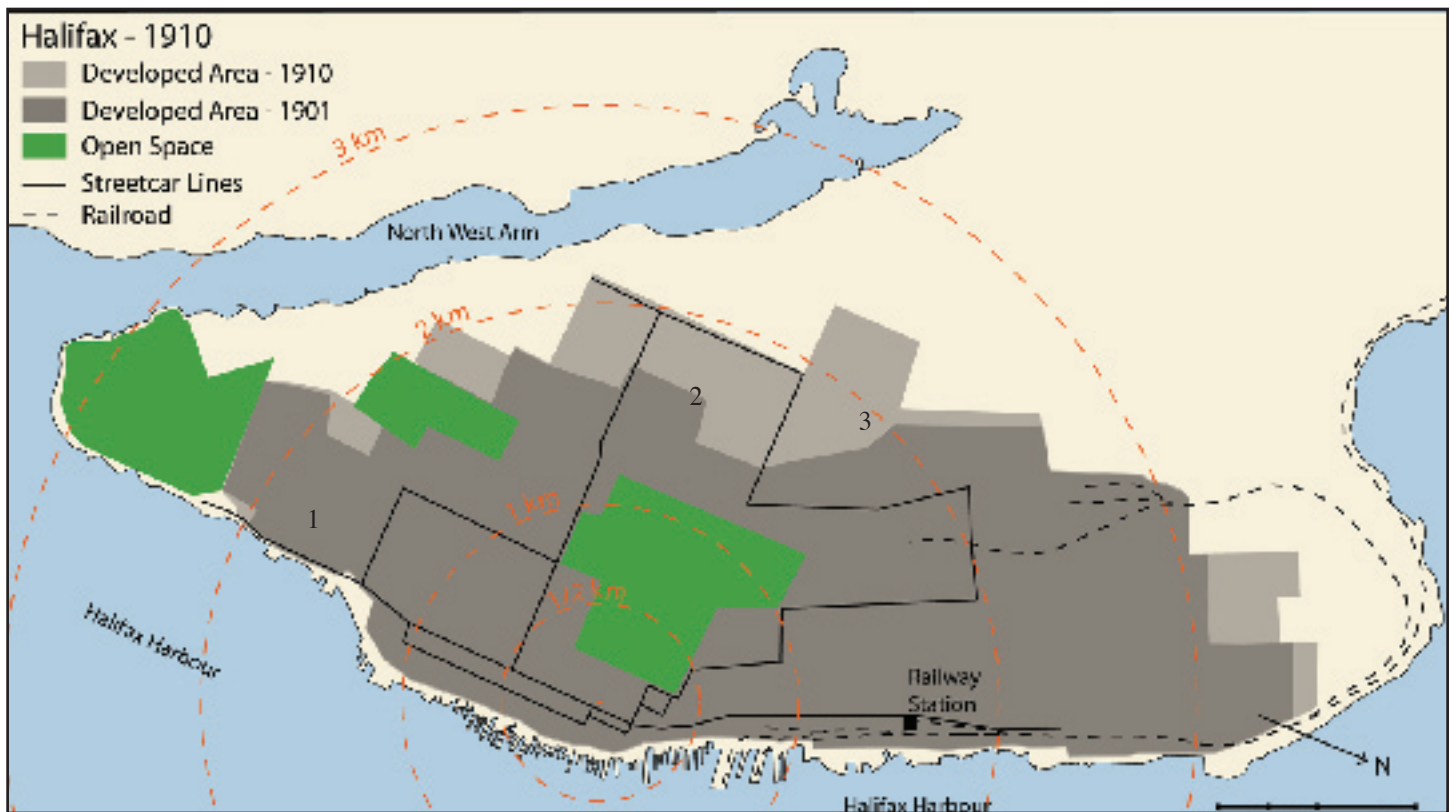 Halifax - 1910
Developed Area - 1910
Developed Area - 1901
Open Space
Streetcar Lines
Railroad
3 km
North West Arm
2 km
2
3
1 km
1
1/2 km
Halifax Harbour
Railway
Station
N
Halifax Harbour